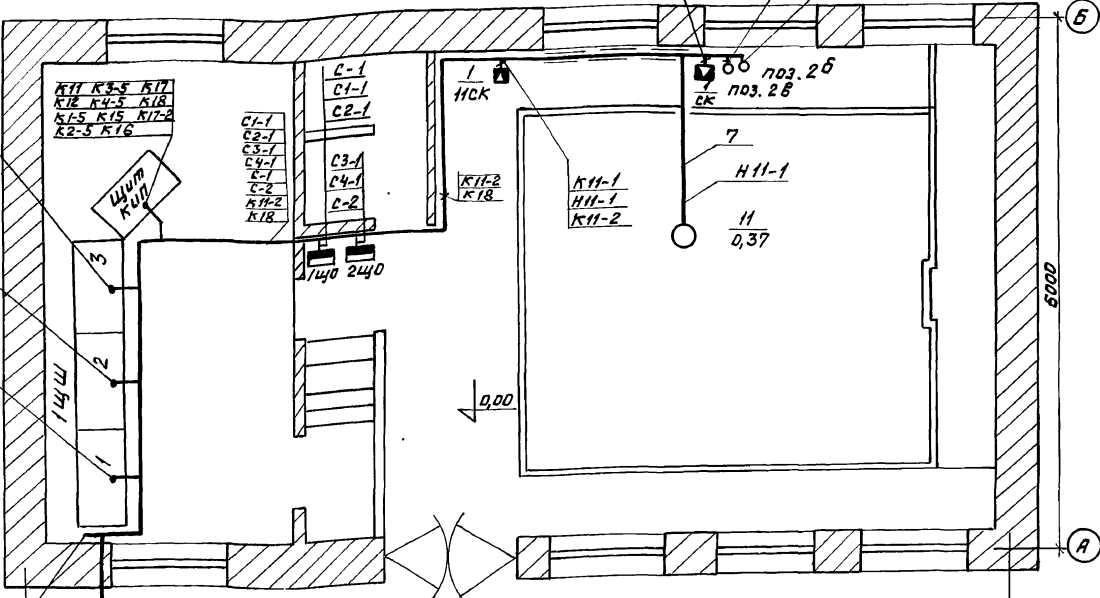 К11 К3-5 К17
К12 К4-5 К18
К1-5 К15 К17-2
К2-5 К16
Щит
КИП
С1-1
С2-1
С3-1
С4-1
С-1
С-2
К11-2
К18
С-1
С1-1
С2-1
С3-1
С4-1
С-2
1ЩО 2ЩО
К11-2
К18
1
11СК
К11-1
Н11-1
К11-2
1
СК
поз. 2б
поз. 2в
7
Н11-1
11
0,37
0,00
1ЩШ
3
2
1
6000
Б
А